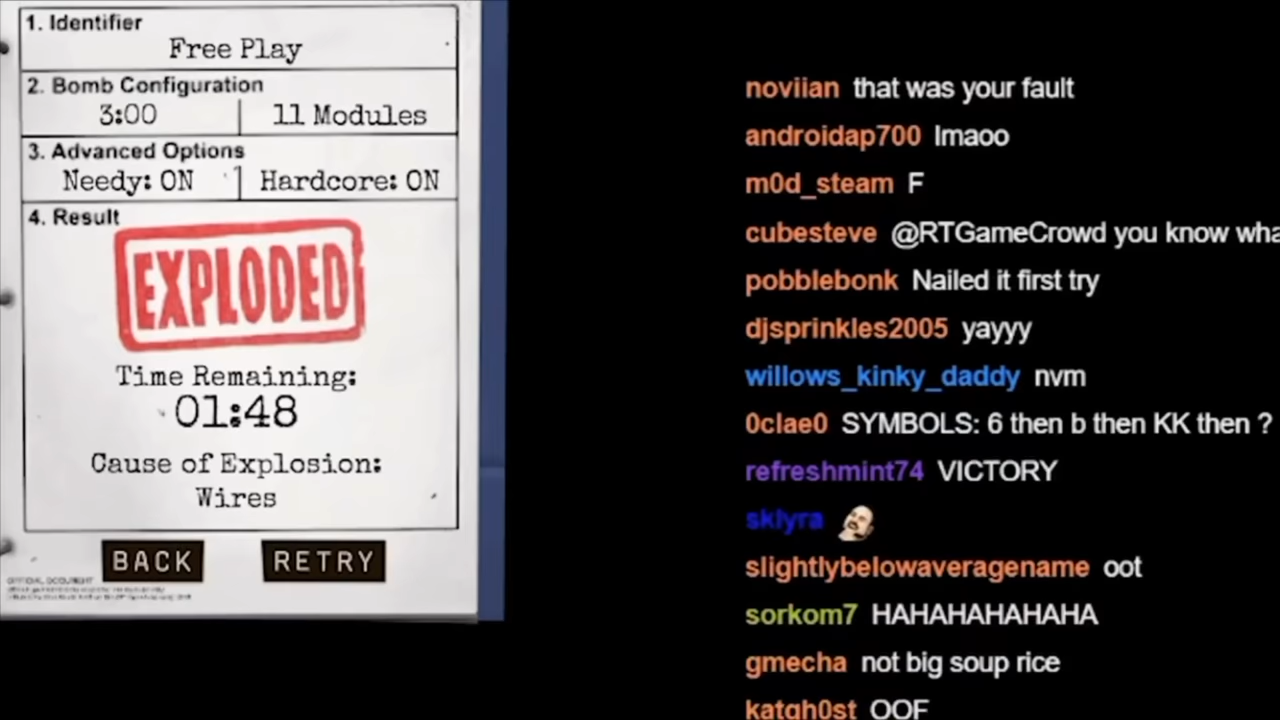 1. Identifier
Free Play
2. Bomb Configuration
3:00 11 Modules
3. Advanced Options
Needy: ON Hardcore: ON
4. Result
EXPLODED
Time Remaining:
01:48
Cause of Explosion:
Wires
BACK RETRY
OFFICIAL DOCUMENT
noviian that was your fault
androidap700 lmaoo
m0d_steam F
cubesteve @RTGameCrowd you know wha
pobblebonk Nailed it first try
djsprinkles2005 yayyy
willows_kinky_daddy nvm
0clae0 SYMBOLS: 6 then b then KK then ?
refreshmint74 VICTORY
sklyra
slightlybelowaveragename oot
sorkom7 HAHAHAHAHAHA
gmecha not big soup rice
katgh0st OOF